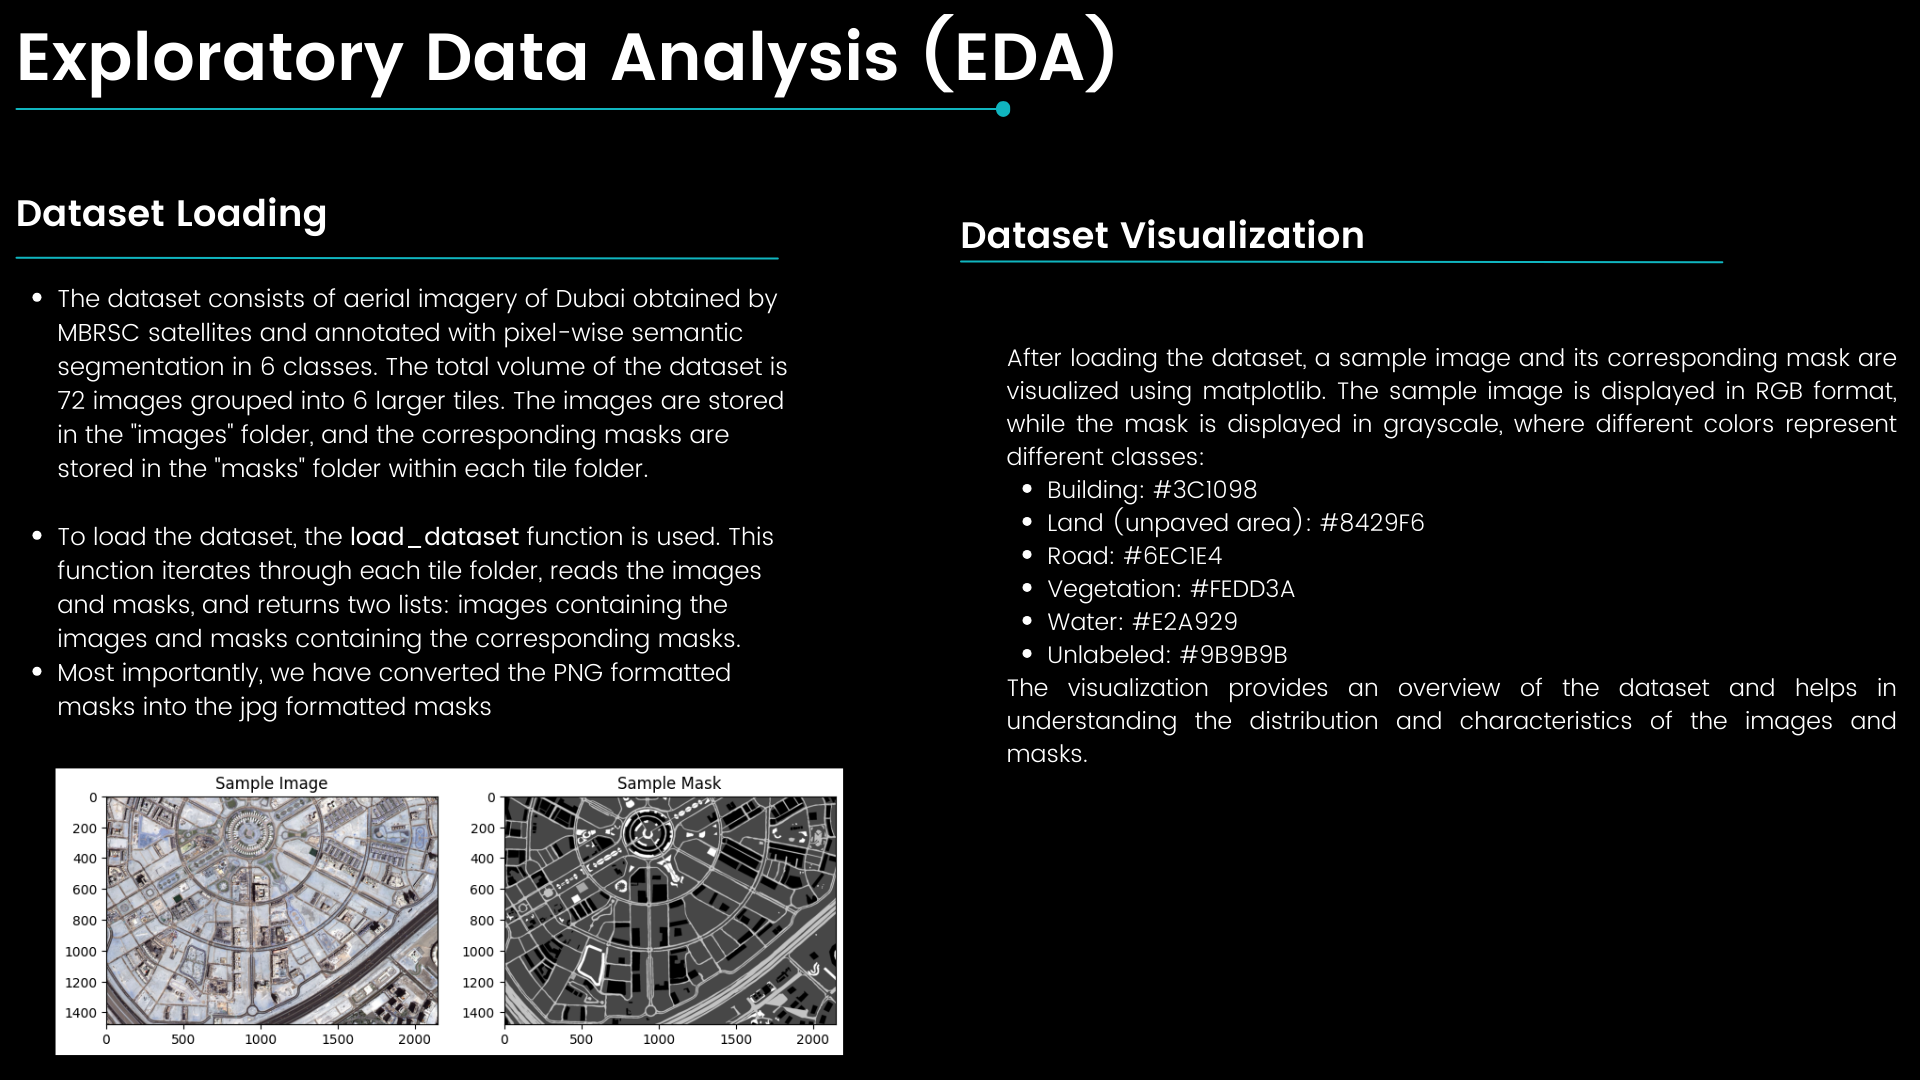 Exploratory Data Analysis (EDA)
Dataset Loading
• The dataset consists of aerial imagery of Dubai obtained by
MBRSC satellites and annotated with pixel-wise semantic
segmentation in 6 classes. The total volume of the dataset is
72 images grouped into 6 larger tiles. The images are stored
in the "images" folder, and the corresponding masks are
stored in the "masks" folder within each tile folder.
• To load the dataset, the load_dataset function is used. This
function iterates through each tile folder, reads the images
and masks, and returns two lists: images containing the
images and masks containing the corresponding masks.
• Most importantly, we have converted the PNG formatted
masks into the jpg formatted masks
Sample Image
0
200
400
600
800
1000
1200
1400
0 500 1000 1500 2000
Sample Mask
0
200
400
600
800
1000
1200
1400
0 500 1000 1500 2000
Dataset Visualization
After loading the dataset, a sample image and its corresponding mask are
visualized using matplotlib. The sample image is displayed in RGB format,
while the mask is displayed in grayscale, where different colors represent
different classes:
• Building: #3C1098
• Land (unpaved area): #8429F6
• Road: #6EC1E4
• Vegetation: #FEDD3A
• Water: #E2A929
• Unlabeled: #9B9B9B
The visualization provides an overview of the dataset and helps in
understanding the distribution and characteristics of the images and
masks.